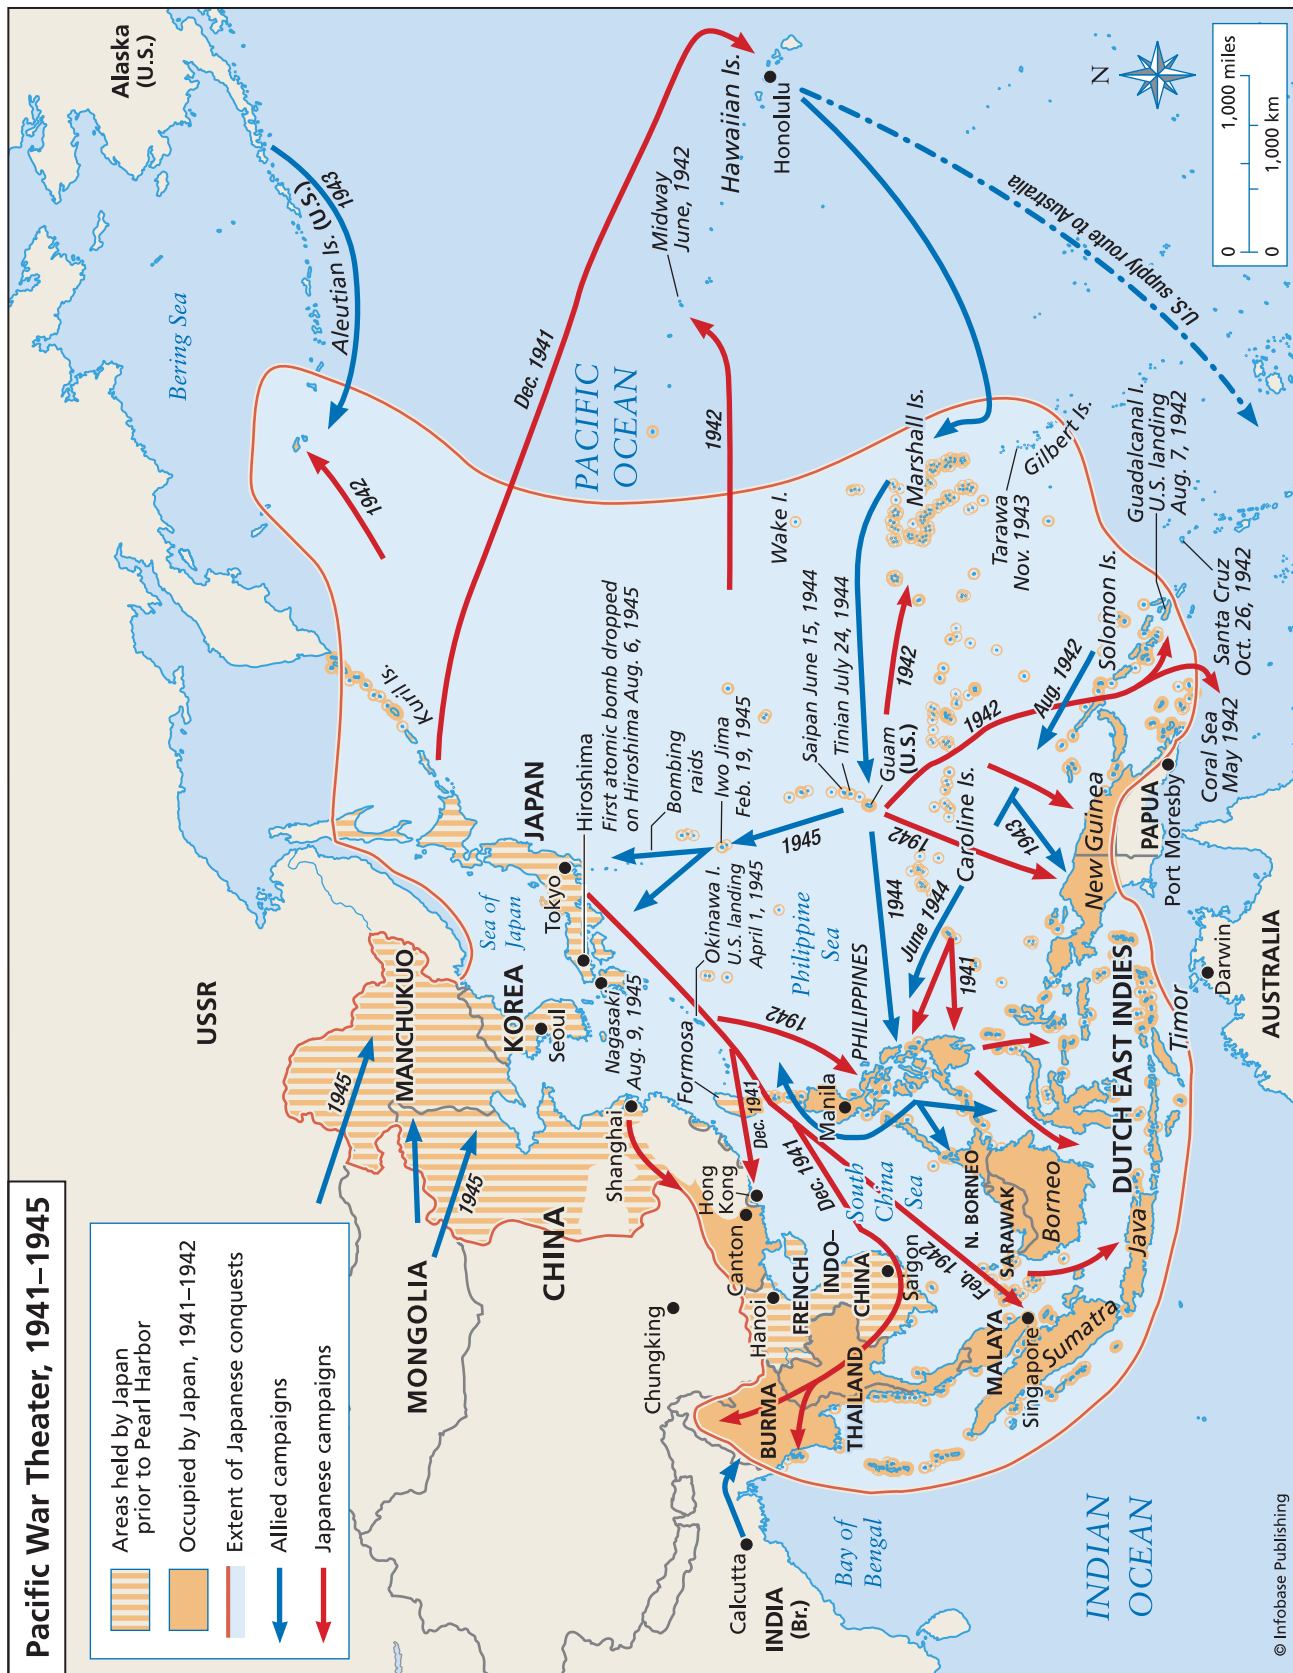 Pacific War Theater, 1941–1945
Areas held by Japan
prior to Pearl Harbor
Occupied by Japan, 1941–1942
Extent of Japanese conquests
Allied campaigns
Japanese campaigns
Alaska
(U.S.)
Bering Sea
Aleutian Is. (U.S.)
1943
1942
USSR
MONGOLIA
MANCHUKUO
1945
1945
CHINA
KOREA
Seoul
Sea of
Japan
JAPAN
Tokyo
Kuril Is.
Hiroshima
First atomic bomb dropped
on Hiroshima Aug. 6, 1945
Nagasaki
Aug. 9, 1945
Bombing
raids
Iwo Jima
Feb. 19, 1945
Okinawa I.
U.S. landing
April 1, 1945
Shanghai
Formosa
Chungking
Hong
Kong
Canton
Hanoi
FRENCH
INDO–
CHINA
Saigon
BURMA
THAILAND
Calcutta
INDIA
(Br.)
Bay of
Bengal
INDIAN
OCEAN
MALAYA
Singapore
Sumatra
Java
Borneo
SARAWAK
N. BORNEO
South
China
Sea
Dec. 1941
Dec. 1941
Feb. 1942
Manila
PHILIPPINES
Philippine
Sea
1942
1941
1944
June 1944
1945
DUTCH EAST INDIES
Timor
Darwin
AUSTRALIA
New Guinea
PAPUA
Port Moresby
1943
1942
1942
1942
Aug. 1942
Caroline Is.
Guam
(U.S.)
Saipan June 15, 1944
Tinian July 24, 1944
Coral Sea
May 1942
Solomon Is.
Santa Cruz
Oct. 26, 1942
Guadalcanal I.
U.S. landing
Aug. 7, 1942
Tarawa
Nov. 1943
Gilbert Is.
Marshall Is.
Wake I.
PACIFIC
OCEAN
Dec. 1941
1942
Midway
June, 1942
Hawaiian Is.
Honolulu
U.S. supply route to Australia
N
0
1,000 miles
0
1,000 km
© Infobase Publishing